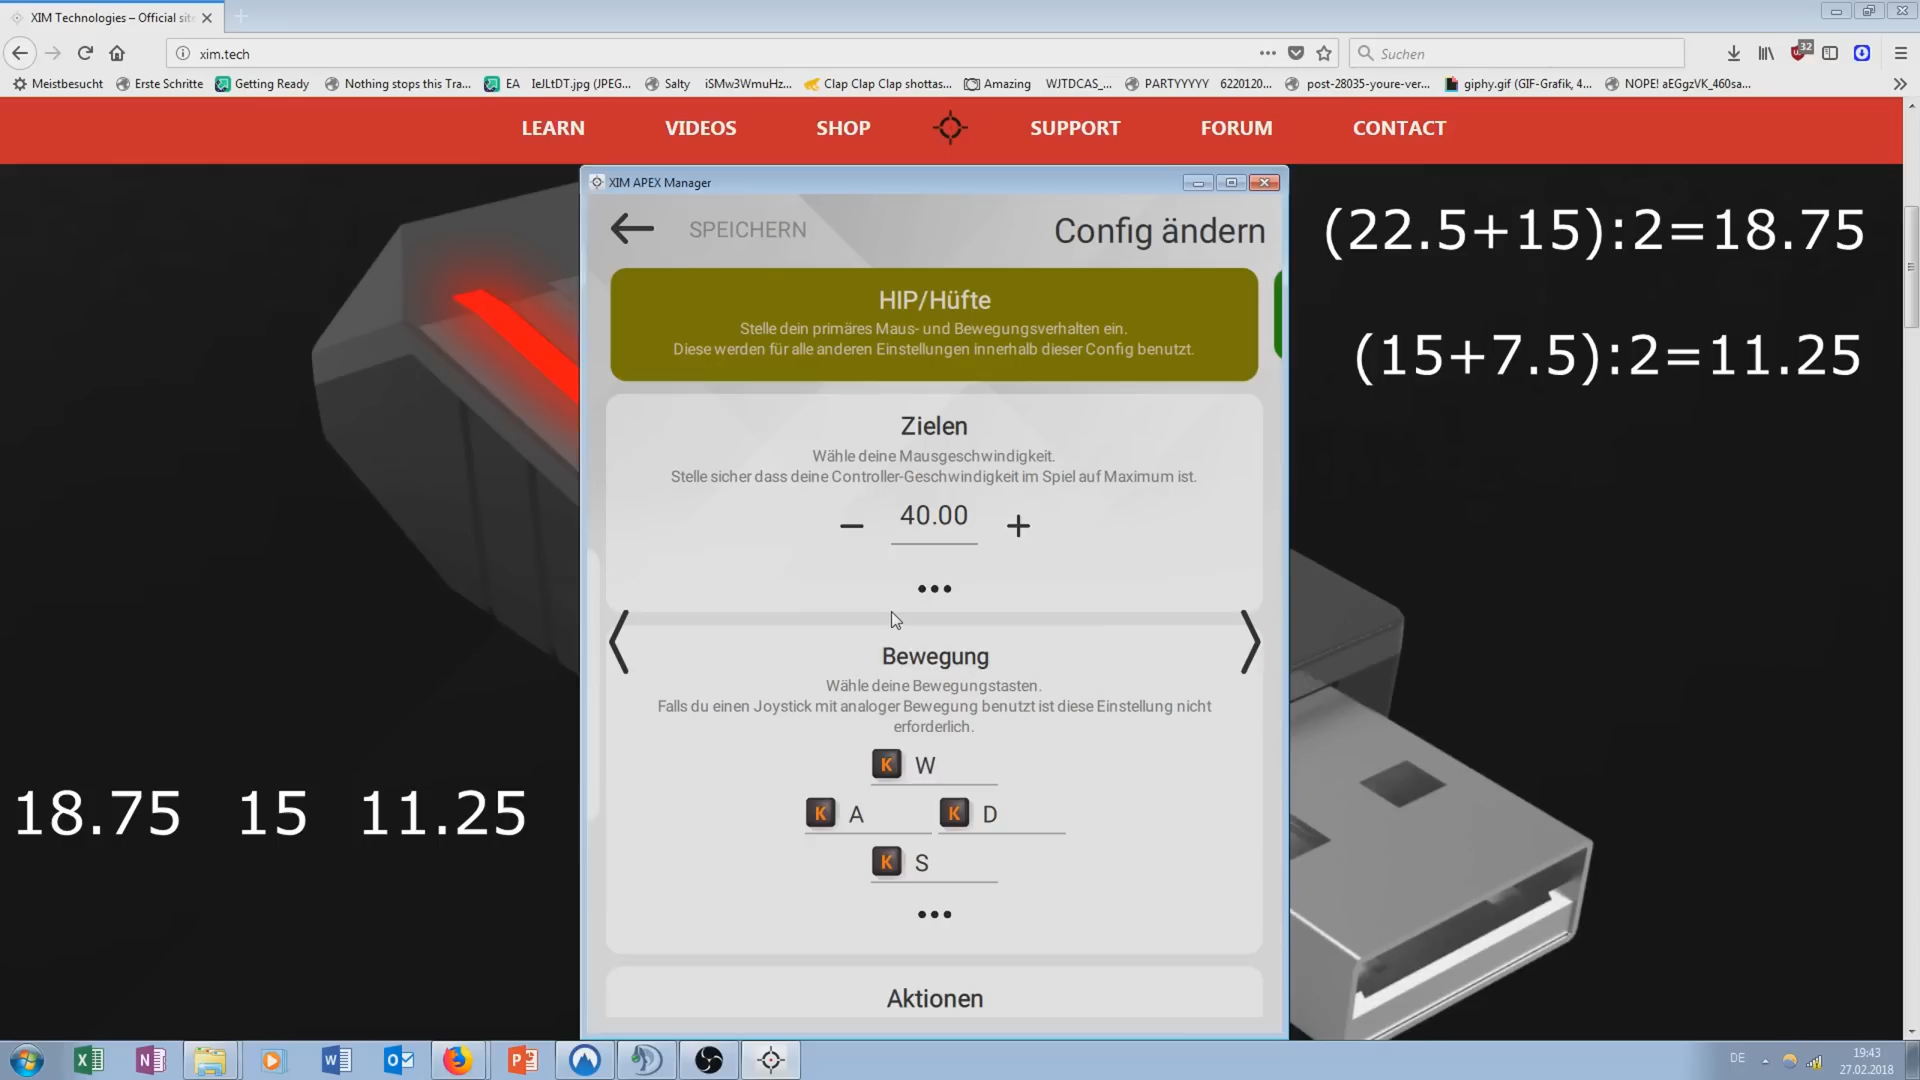 XIM Technologies – Official sit
xim.tech
Suchen
32
Meistbesucht
Erste Schritte
Getting Ready
Nothing stops this Tra...
EA
IeJLtDT.jpg (JPEG...
Salty
iSMw3WmuHz...
Clap Clap Clap shottas...
Amazing
WJTDCAS_...
PARTYYYYY
6220120...
post-28035-youre-ver...
giphy.gif (GIF-Grafik, 4...
NOPE! aEGgzVK_460sa...
LEARN
VIDEOS
SHOP
SUPPORT
FORUM
CONTACT
XIM APEX Manager
SPEICHERN
Config ändern
HIP/Hüfte
Stelle dein primäres Maus- und Bewegungsverhalten ein.
Diese werden für alle anderen Einstellungen innerhalb dieser Config benutzt.
Zielen
Wähle deine Mausgeschwindigkeit.
Stelle sicher dass deine Controller-Geschwindigkeit im Spiel auf Maximum ist.
− 40.00 +
Bewegung
Wähle deine Bewegungstasten.
Falls du einen Joystick mit analoger Bewegung benutzt ist diese Einstellung nicht
erforderlich.
K W
K A
K D
K S
Aktionen
(22.5+15):2=18.75
(15+7.5):2=11.25
18.75 15 11.25
DE
19:43
27.02.2018